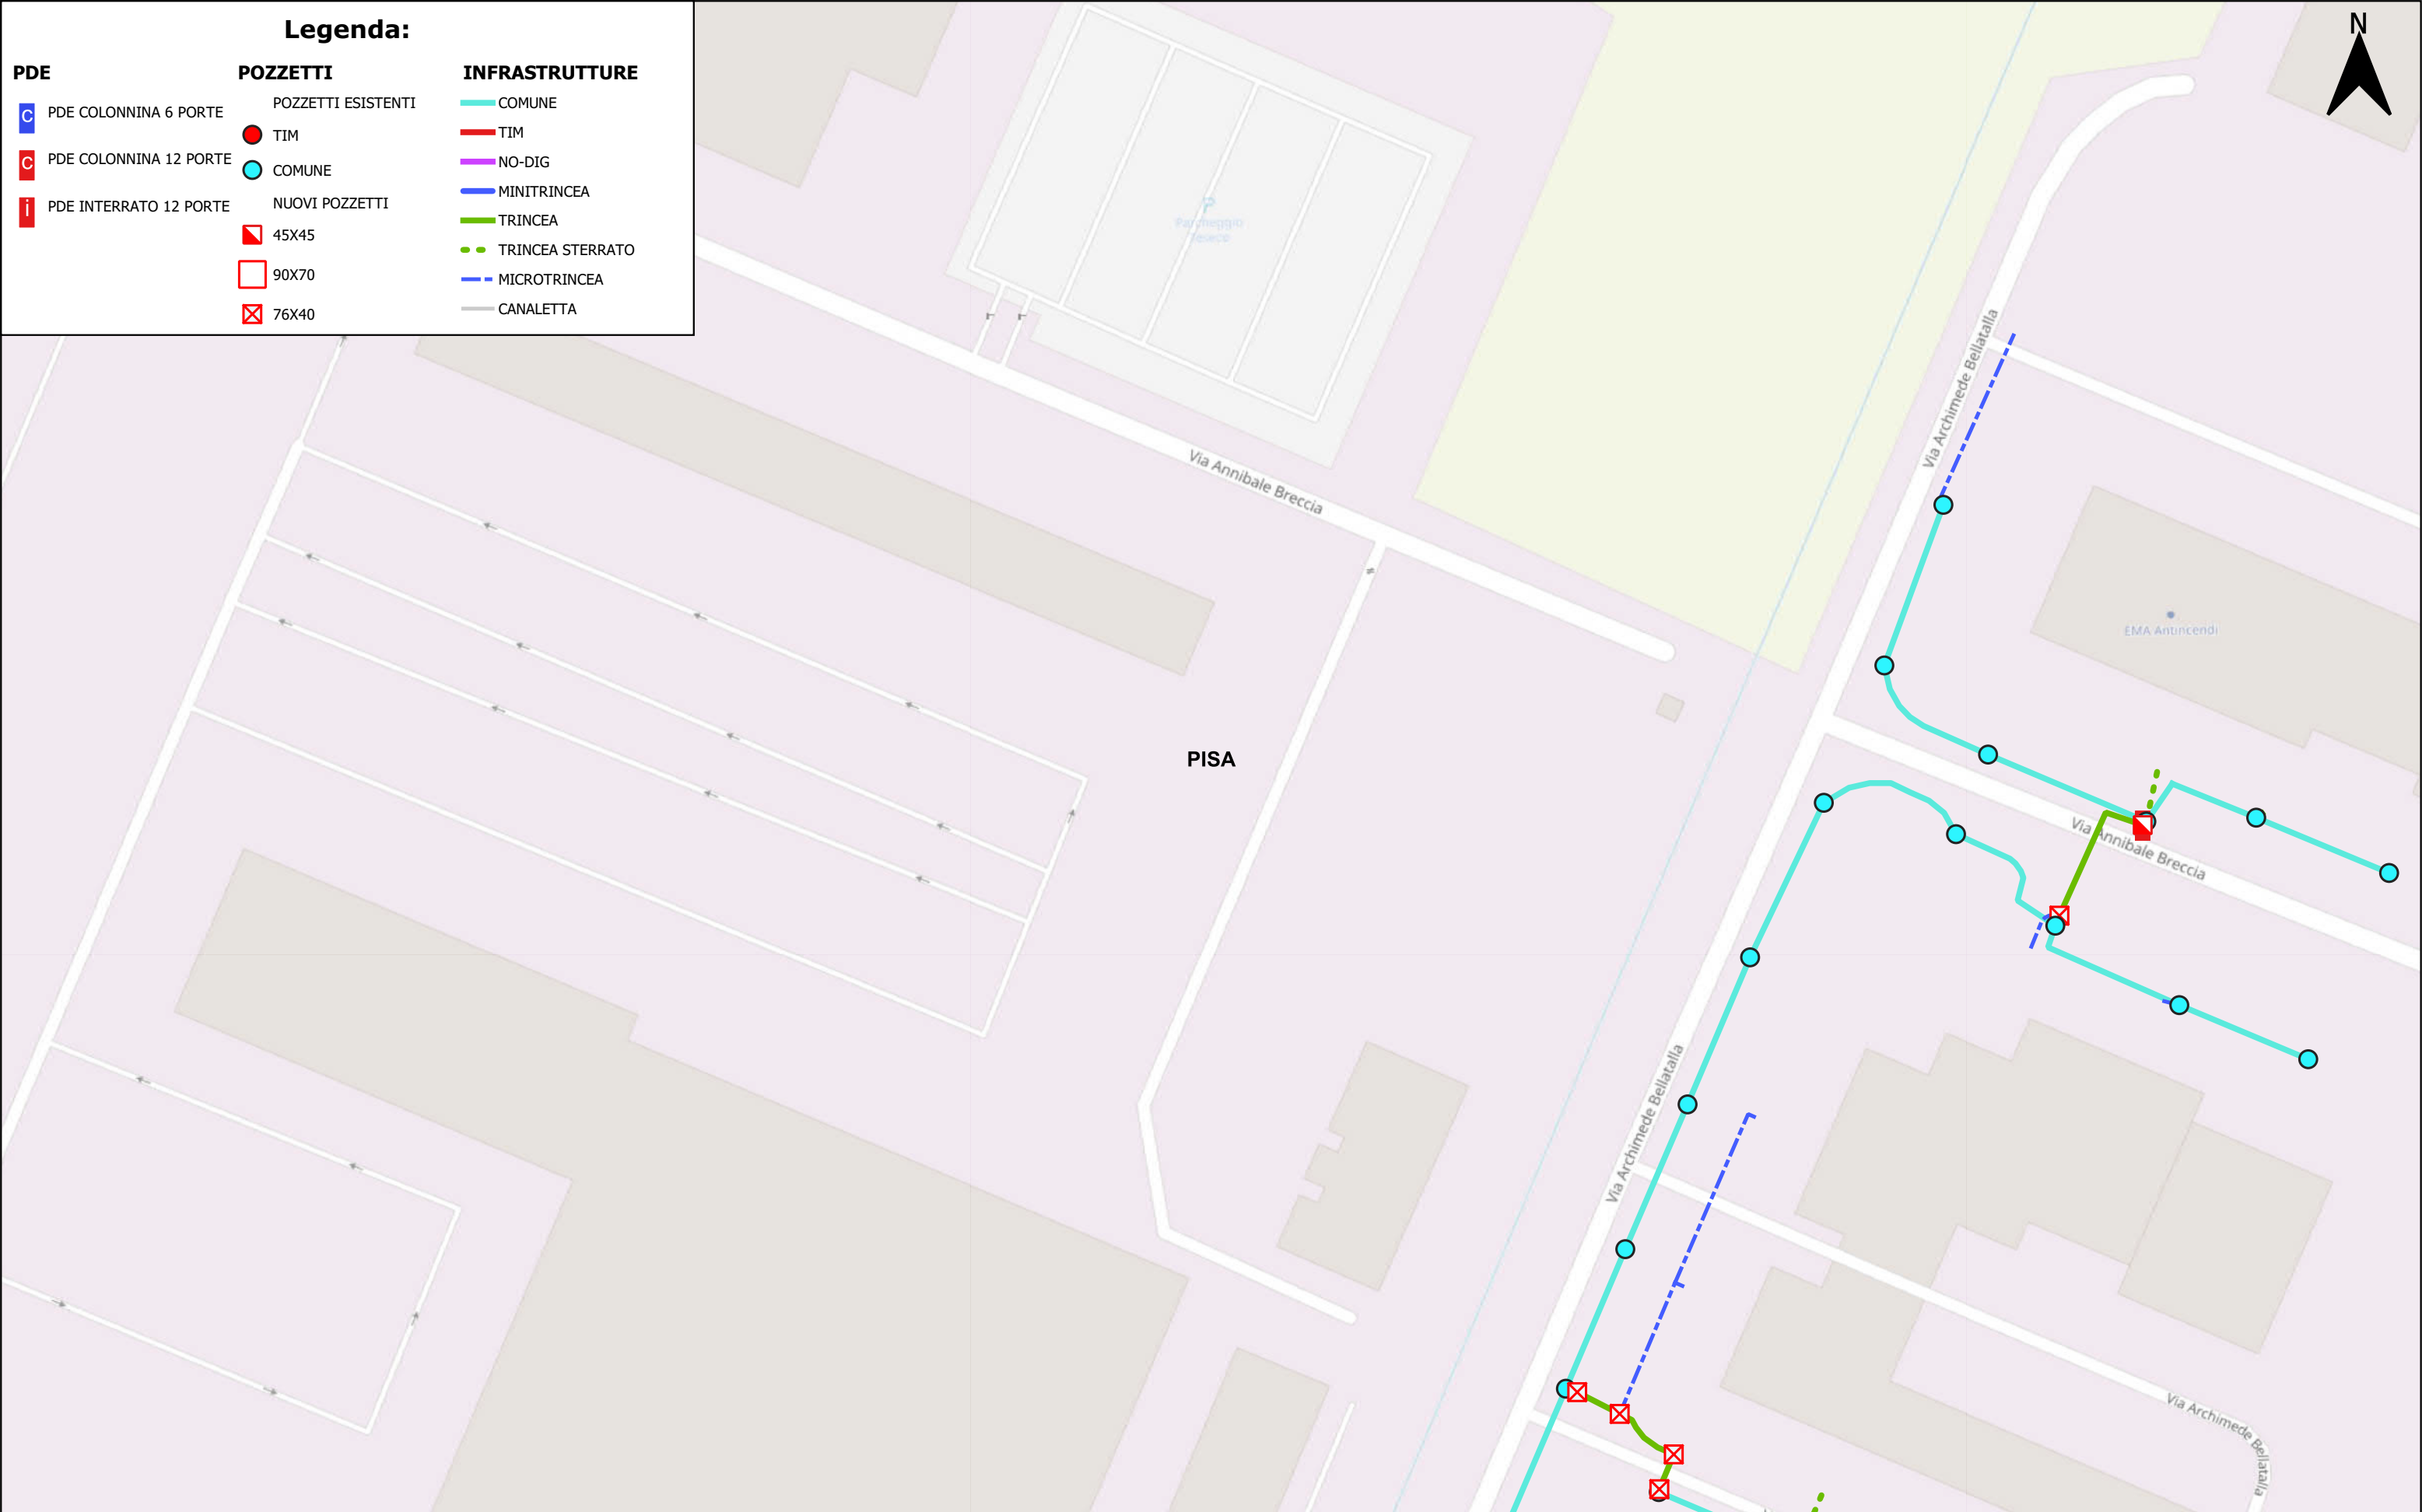 Legenda:
PDE
C PDE COLONNINA 6 PORTE
C PDE COLONNINA 12 PORTE
i PDE INTERRATO 12 PORTE
POZZETTI
POZZETTI ESISTENTI
TIM
COMUNE
NUOVI POZZETTI
45X45
90X70
76X40
INFRASTRUTTURE
COMUNE
TIM
NO-DIG
MINITRINCEA
TRINCEA
TRINCEA STERRATO
MICROTRINCEA
CANALETTA
N
P
Parcheggio
Teseco
Via Archimede Bellatalla
Via Annibale Breccia
EMA Antincendi
PISA
Via Annibale Breccia
Via Archimede Bellatalla
Via Archimede Bellatalla